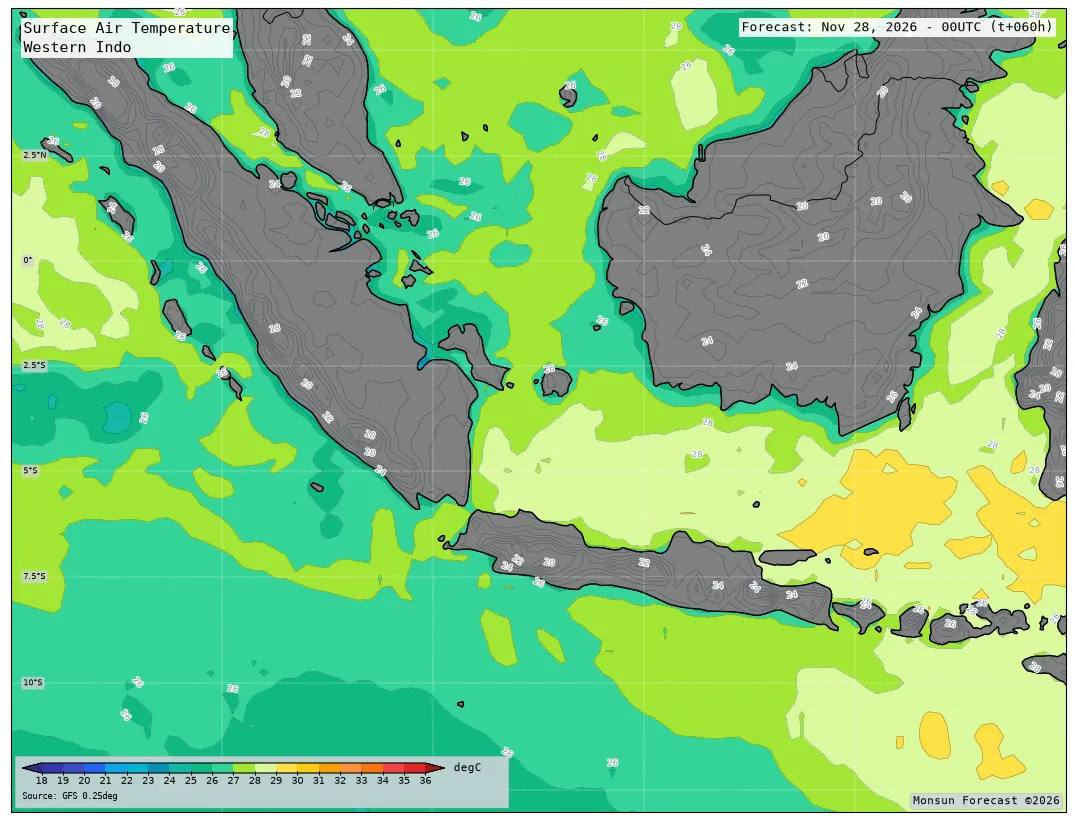 Surface Air Temperature
Western Indo
Forecast: Nov 28, 2026 - 00UTC (t+060h)
2.5°N
0°
2.5°S
5°S
7.5°S
10°S
degC
18 19 20 21 22 23 24 25 26 27 28 29 30 31 32 33 34 35 36
Source: GFS 0.25deg
Monsun Forecast ©2026